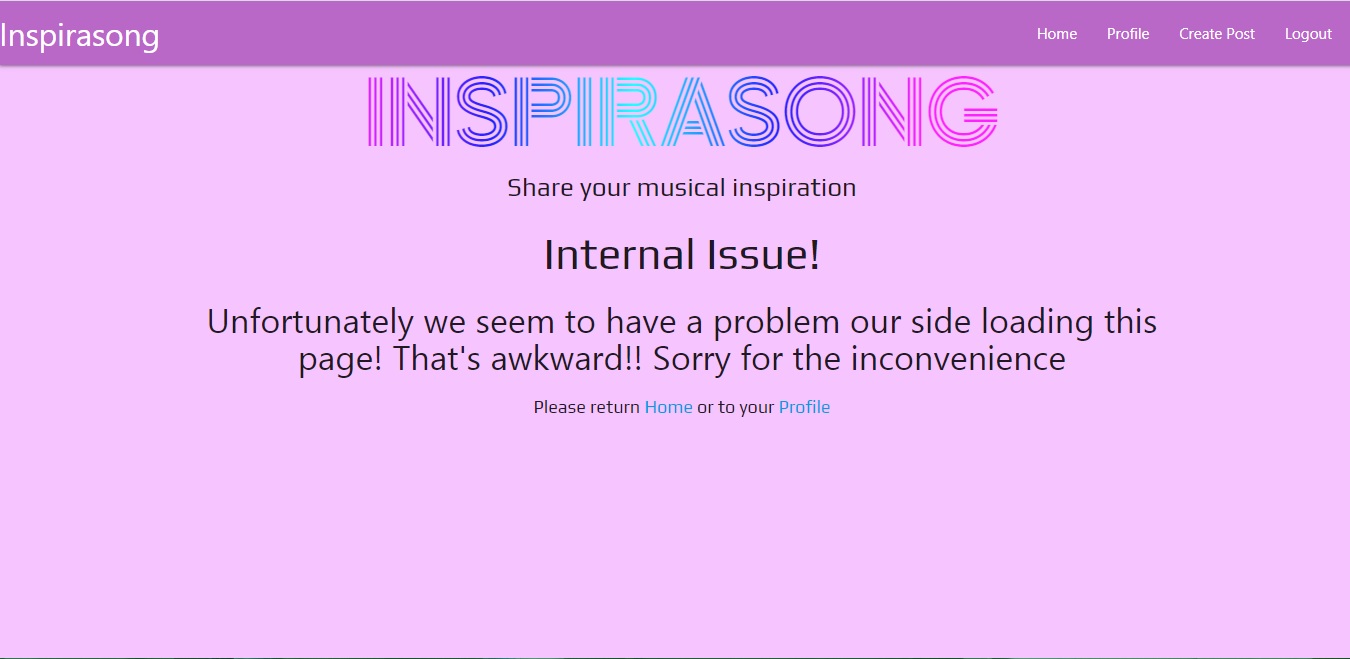 Inspirasong
Home Profile Create Post Logout
INSPIRASONG
Share your musical inspiration
Internal Issue!
Unfortunately we seem to have a problem our side loading this
page! That's awkward!! Sorry for the inconvenience
Please return Home or to your Profile